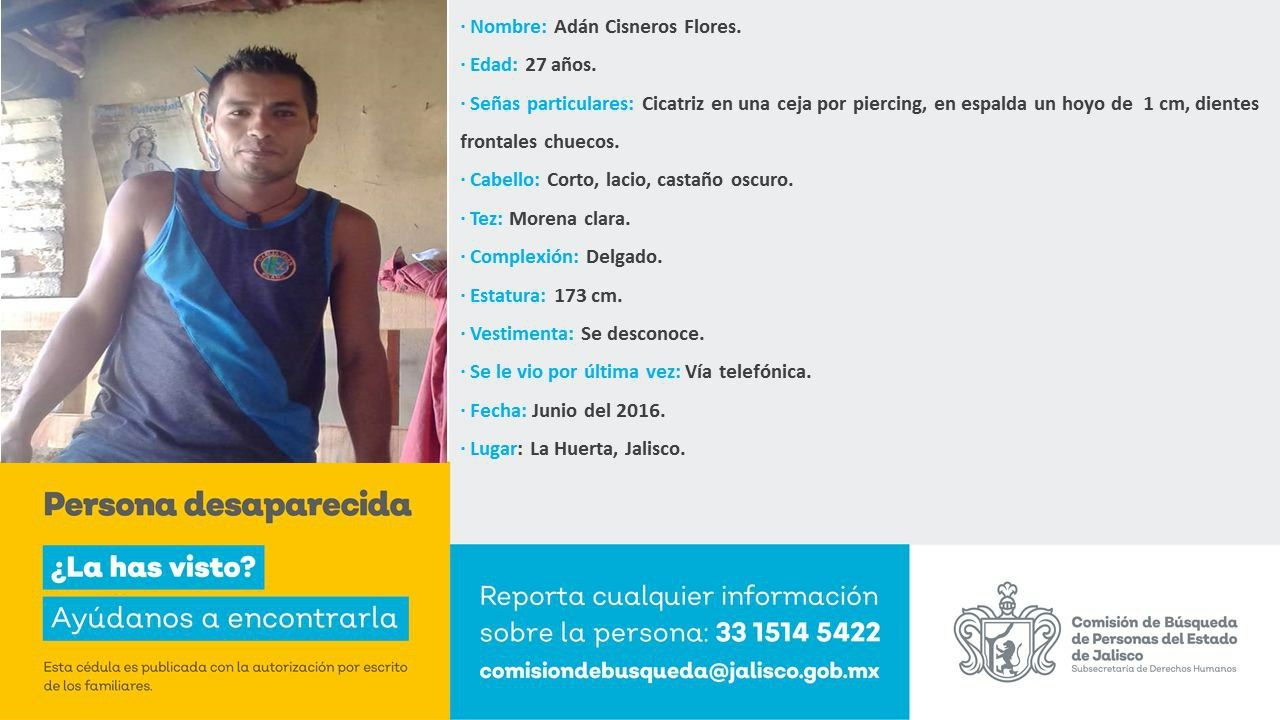 · Nombre: Adán Cisneros Flores.
· Edad: 27 años.
· Señas particulares: Cicatriz en una ceja por piercing, en espalda un hoyo de 1 cm, dientes
frontales chuecos.
· Cabello: Corto, lacio, castaño oscuro.
· Tez: Morena clara.
· Complexión: Delgado.
· Estatura: 173 cm.
· Vestimenta: Se desconoce.
· Se le vio por última vez: Vía telefónica.
· Fecha: Junio del 2016.
· Lugar: La Huerta, Jalisco.
Persona desaparecida
¿La has visto?
Ayúdanos a encontrarla
Esta cédula es publicada con la autorización por escrito
de los familiares.
Reporta cualquier información
sobre la persona: 33 1514 5422
comisiondebusqueda@jalisco.gob.mx
Comisión de Búsqueda
de Personas del Estado
de Jalisco
Subsecretaría de Derechos Humanos